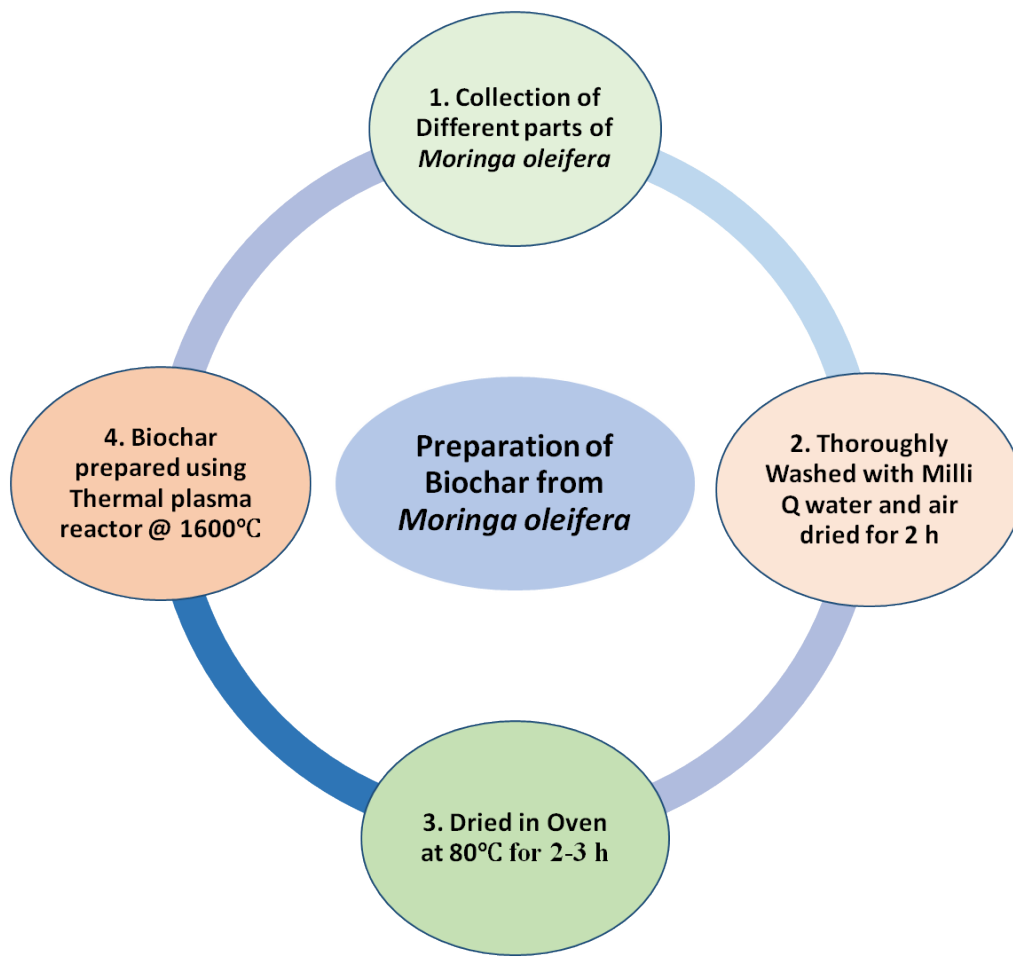 1. Collection of
Different parts of
Moringa oleifera
2. Thoroughly
Washed with Milli
Q water and air
dried for 2 h
3. Dried in Oven
at 80℃ for 2-3 h
4. Biochar
prepared using
Thermal plasma
reactor @ 1600℃
Preparation of
Biochar from
Moringa oleifera